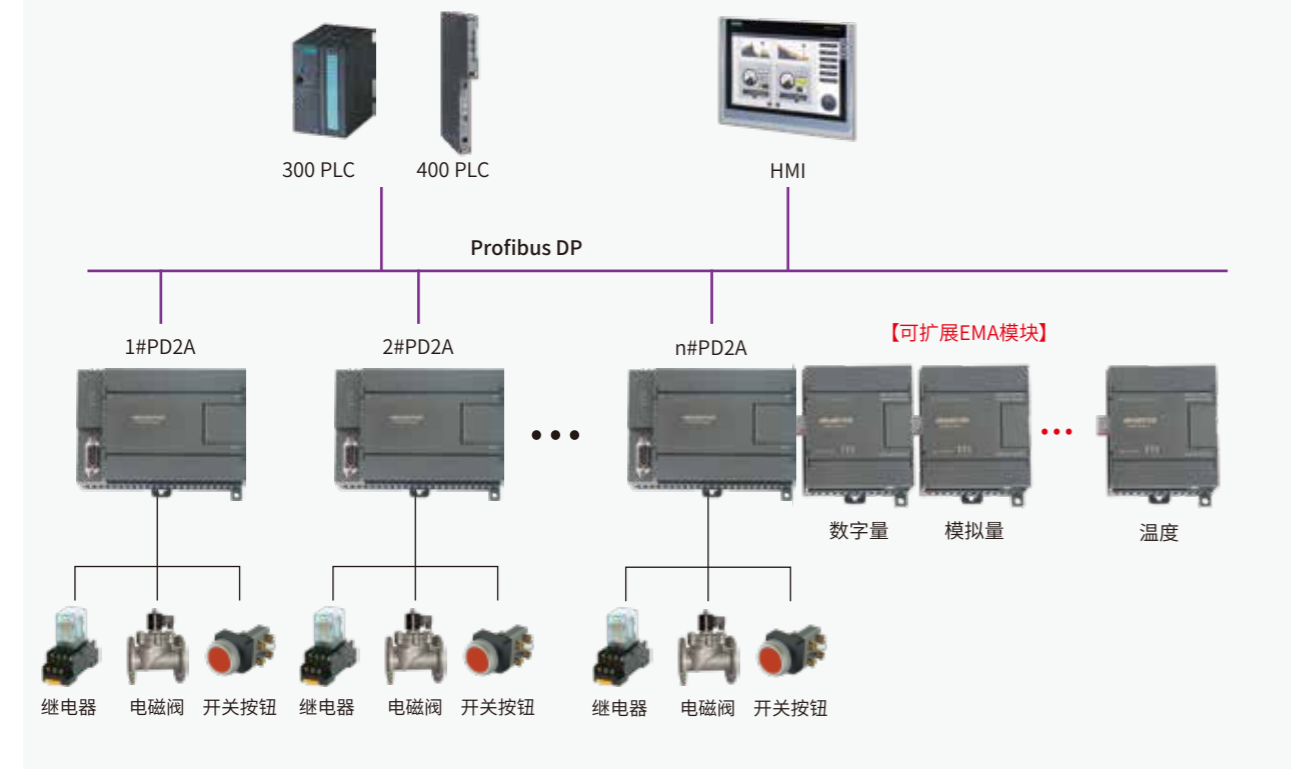 300 PLC
400 PLC
HMI
Profibus DP
1#PD2A
2#PD2A
n#PD2A
【可扩展EMA模块】
数字量
模拟量
温度
继电器
电磁阀
开关按钮
继电器
电磁阀
开关按钮
继电器
电磁阀
开关按钮